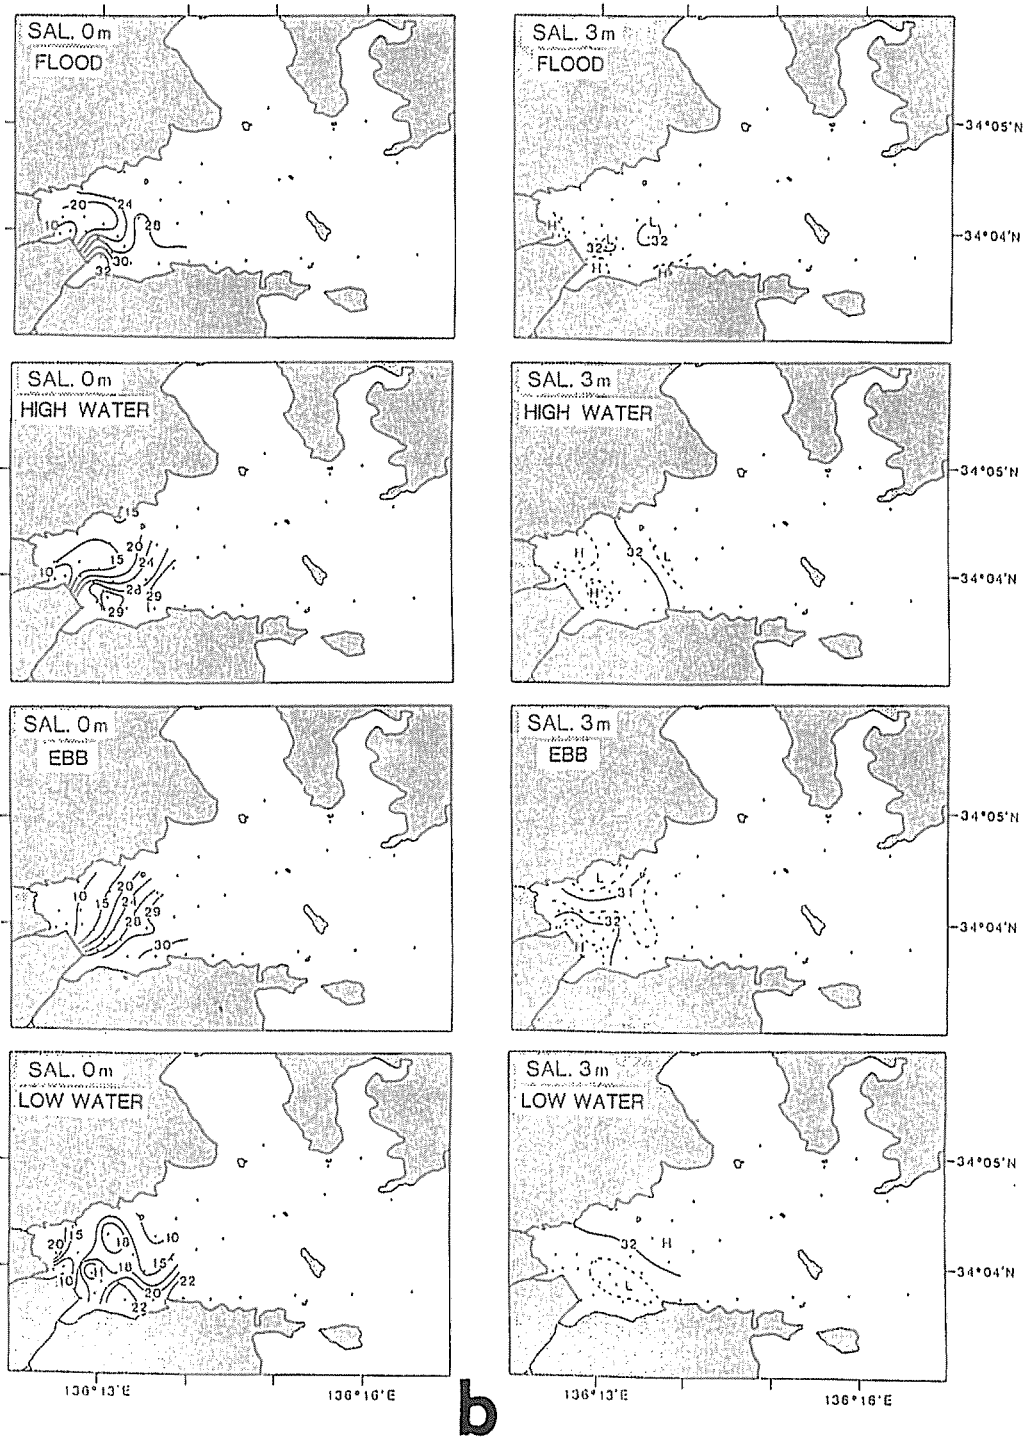 SAL. 0m
FLOOD
20
24
10
28
30
32
SAL. 3m
FLOOD
H
L
L
32
32
H
H
34°05'N
34°04'N
SAL. 0m
HIGH WATER
15
20
15
24
10
28
29
29
SAL. 3m
HIGH WATER
32
H
L
H
34°05'N
34°04'N
SAL. 0m
EBB
10
20
15
24
29
28
30
SAL. 3m
EBB
L
31
32
H
34°05'N
34°04'N
SAL. 0m
LOW WATER
15
20
18
10
10
11
18
15
22
20
22
SAL. 3m
LOW WATER
32
H
L
34°05'N
34°04'N
136°13'E
136°16'E
136°13'E
136°16'E
b